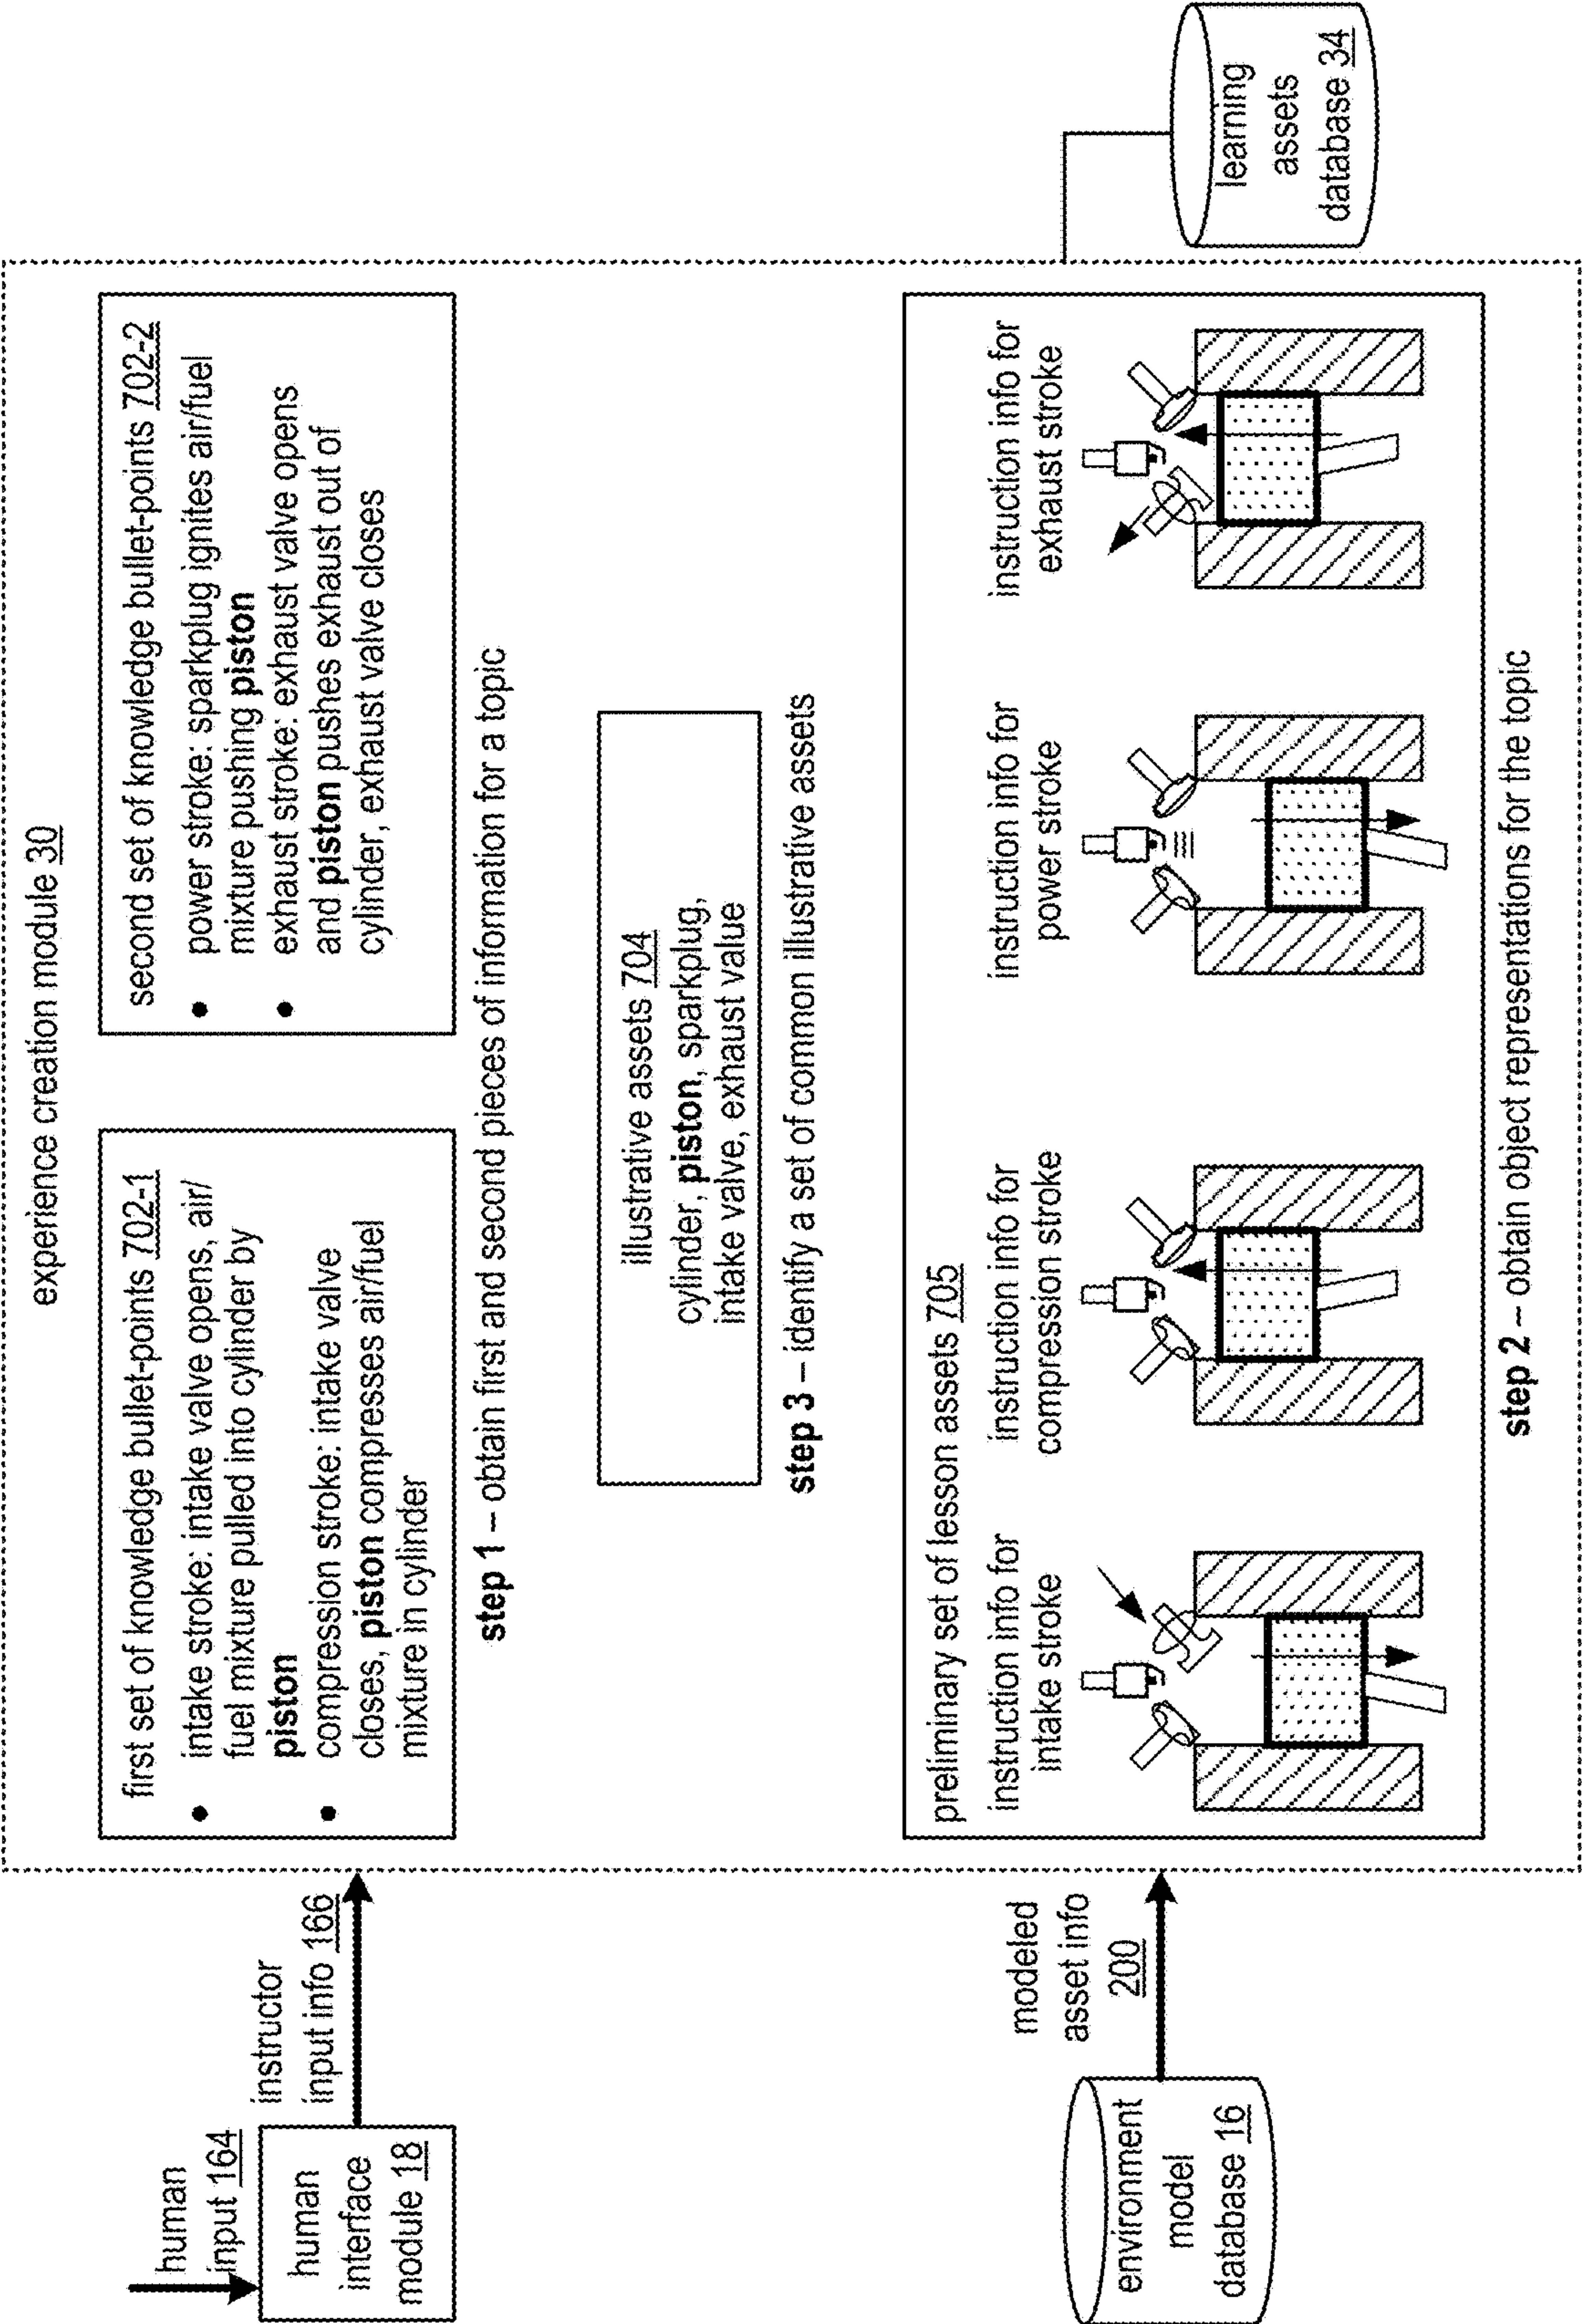 experience creation module 30
human
input 164
human
interface
module 18
instructor
input info 166
first set of knowledge bullet-points 702-1
• intake stroke: intake valve opens, air/
fuel mixture pulled into cylinder by
piston
• compression stroke: intake valve
closes, piston compresses air/fuel
mixture in cylinder
second set of knowledge bullet-points 702-2
• power stroke: sparkplug ignites air/fuel
mixture pushing piston
• exhaust stroke: exhaust valve opens
and piston pushes exhaust out of
cylinder, exhaust valve closes
step 1 – obtain first and second pieces of information for a topic
illustrative assets 704
cylinder, piston, sparkplug,
intake valve, exhaust value
step 3 – identify a set of common illustrative assets
environment
model
database 16
modeled
asset info
200
preliminary set of lesson assets 705
instruction info for
intake stroke
instruction info for
compression stroke
instruction info for
power stroke
instruction info for
exhaust stroke
step 2 – obtain object representations for the topic
learning
assets
database 34